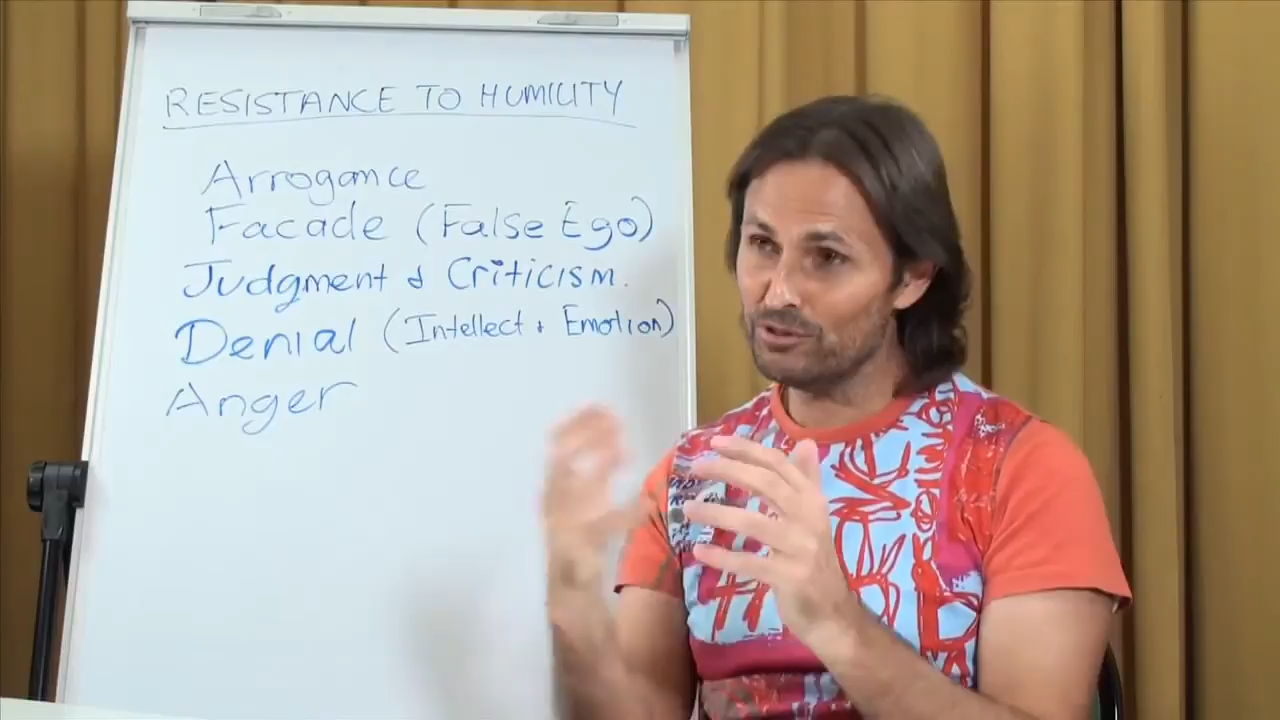 RESISTANCE TO HUMILITY
Arrogance
Facade (False Ego)
Judgment & Criticism.
Denial (Intellect + Emotion)
Anger